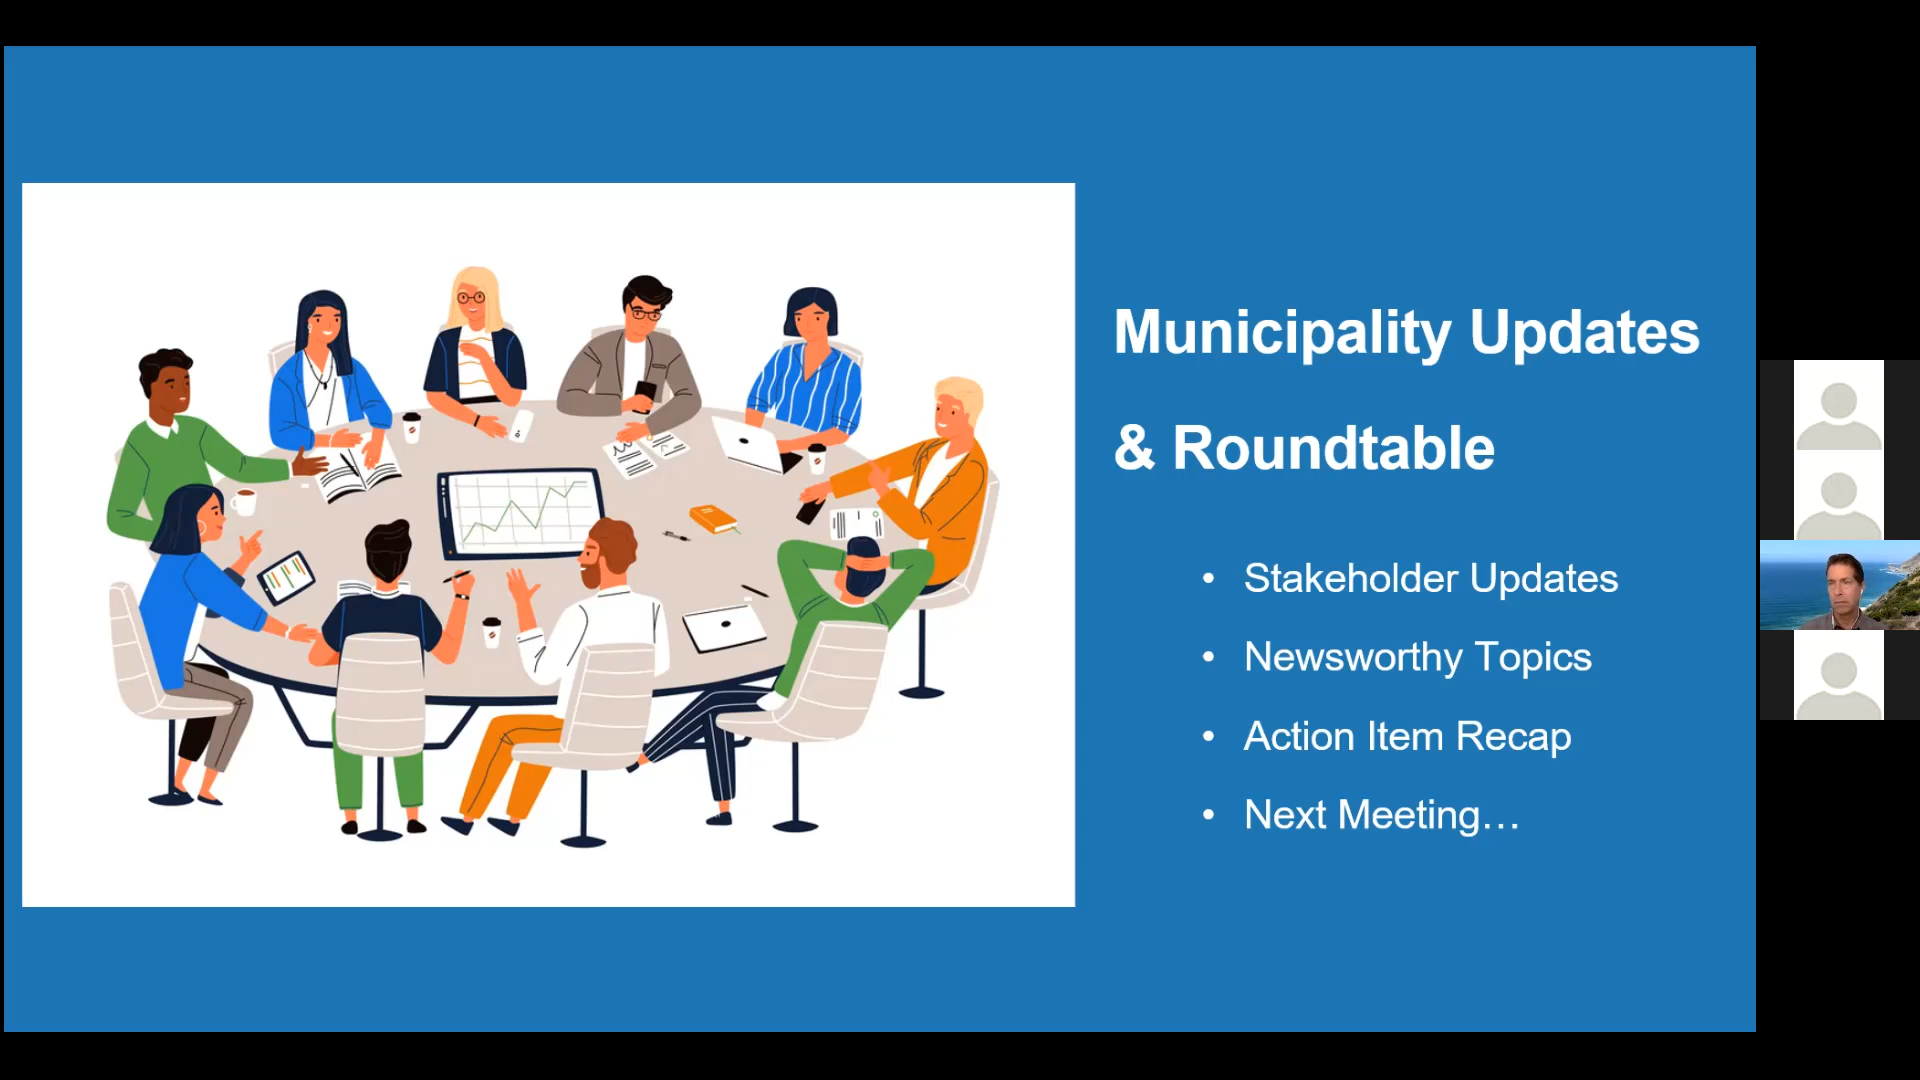 Municipality Updates
& Roundtable
• Stakeholder Updates
• Newsworthy Topics
• Action Item Recap
• Next Meeting…